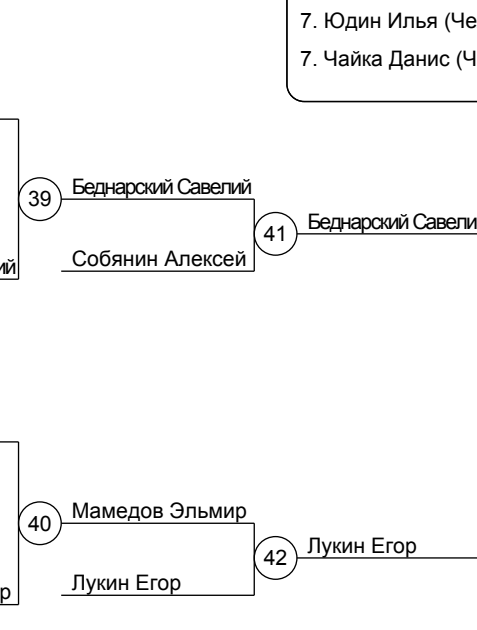 7. Юдин Илья (Че
7. Чайка Данис (Ч
39
Беднарский Савелий
41
Беднарский Савели
Собянин Алексей
ий
40
Мамедов Эльмир
42
Лукин Егор
Лукин Егор
р